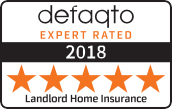 defaqto
EXPERT RATED
2018
Landlord Home Insurance